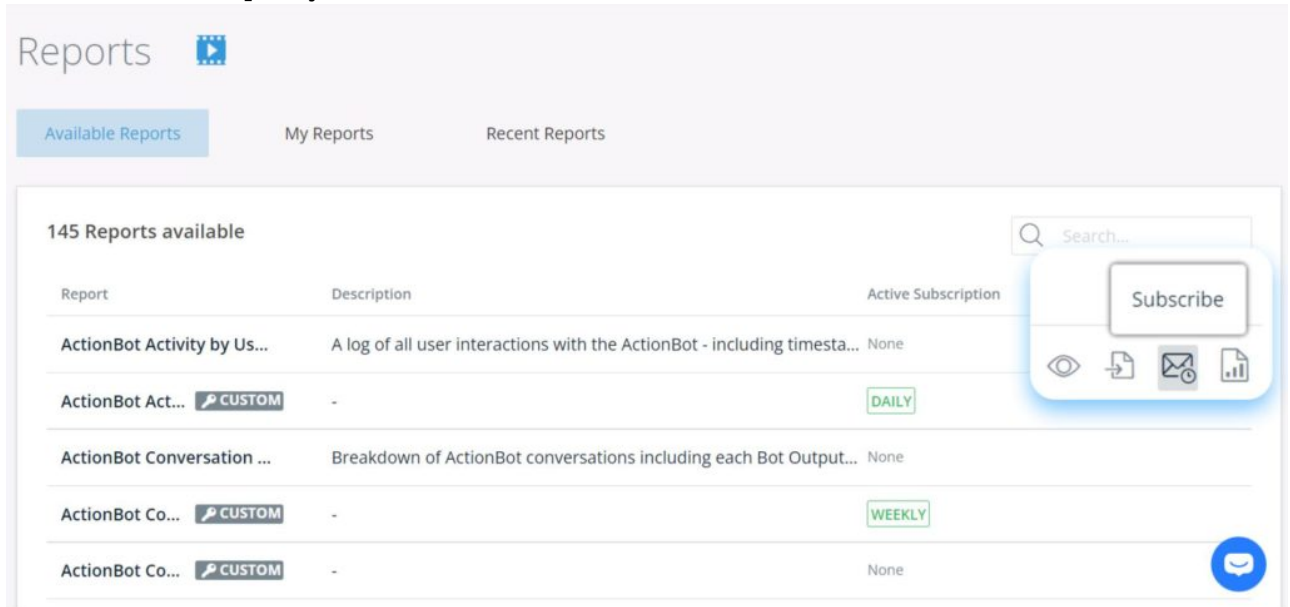 Reports
Available Reports My Reports Recent Reports
145 Reports available
Search...
Report Description Active Subscription
Subscribe
ActionBot Activity by Us... A log of all user interactions with the ActionBot - including timesta... None
ActionBot Act... CUSTOM - DAILY
ActionBot Conversation ... Breakdown of ActionBot conversations including each Bot Output... None
ActionBot Co... CUSTOM - WEEKLY
ActionBot Co... CUSTOM - None